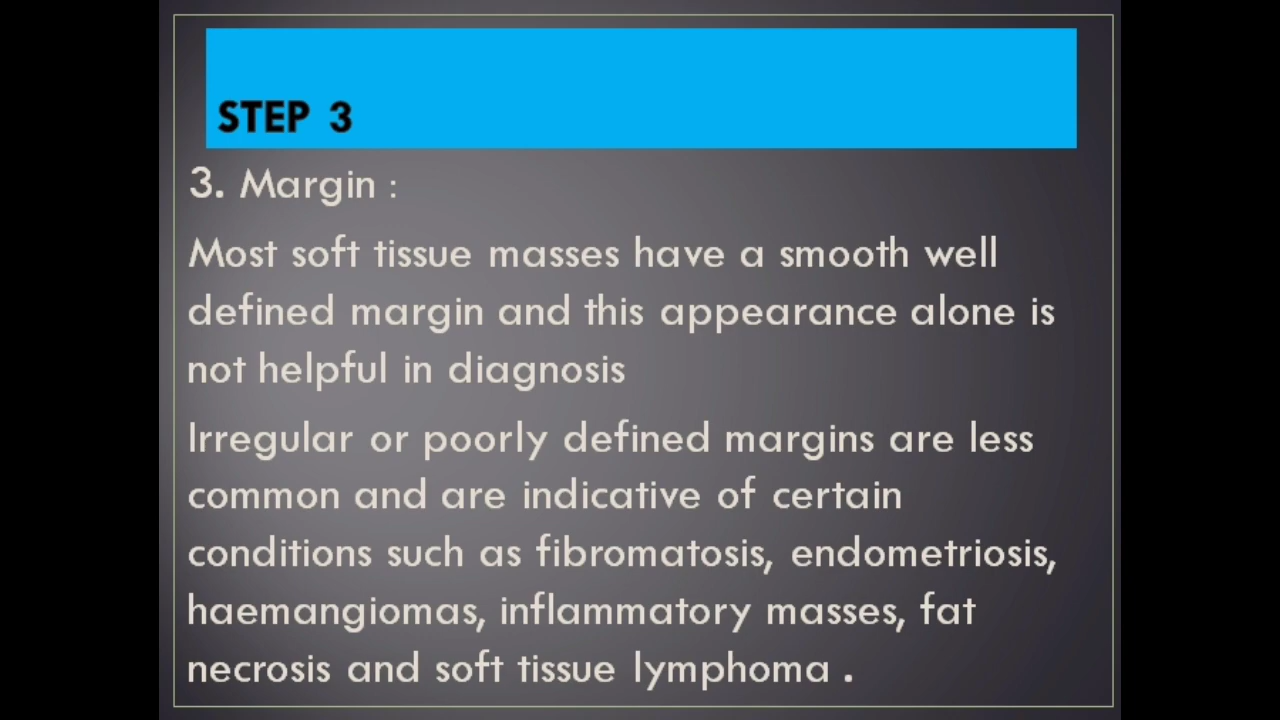 STEP 3
3. Margin :
Most soft tissue masses have a smooth well
defined margin and this appearance alone is
not helpful in diagnosis
Irregular or poorly defined margins are less
common and are indicative of certain
conditions such as fibromatosis, endometriosis,
haemangiomas, inflammatory masses, fat
necrosis and soft tissue lymphoma .